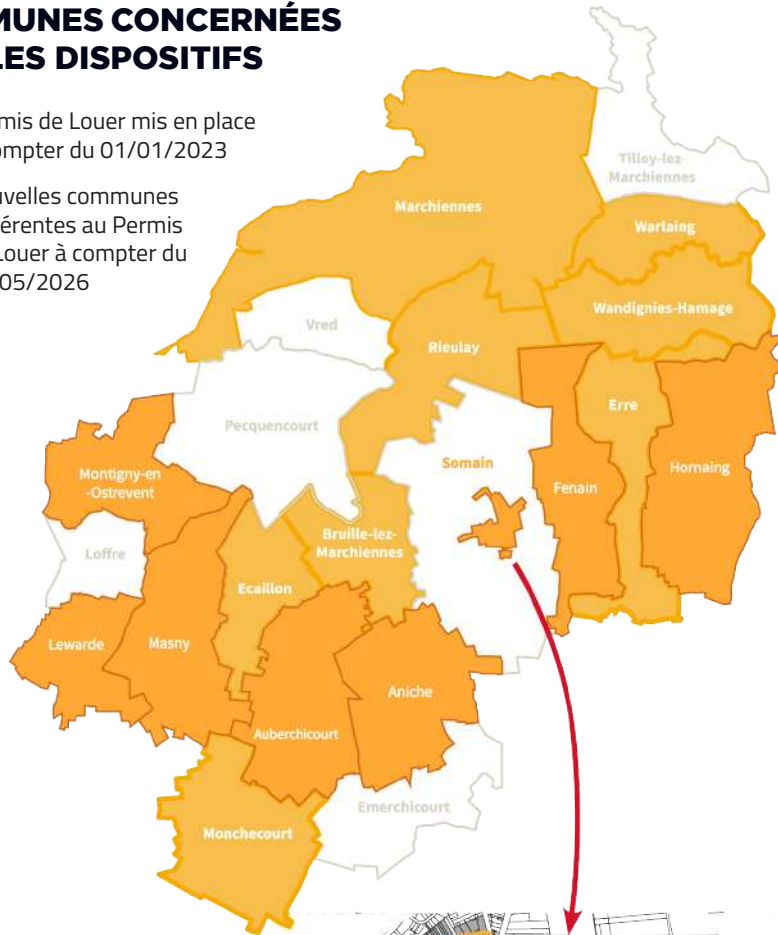 MUNES CONCERNÉES
LES DISPOSITIFS
mis de Louer mis en place
ompter du 01/01/2023
uvelles communes
érentes au Permis
Louer à compter du
05/2026
Tilloy-lez-
Marchiennes
Marchiennes
Warlaing
Wandignies-Hamage
Vred
Rieulay
Erre
Pecquencourt
Somain
Hornaing
Montigny-en
-Ostrevent
Fenain
Bruille-lez-
Marchiennes
Loffre
Ecaillon
Lewarde
Masny
Aniche
Auberchicourt
Emerchicourt
Monchecourt